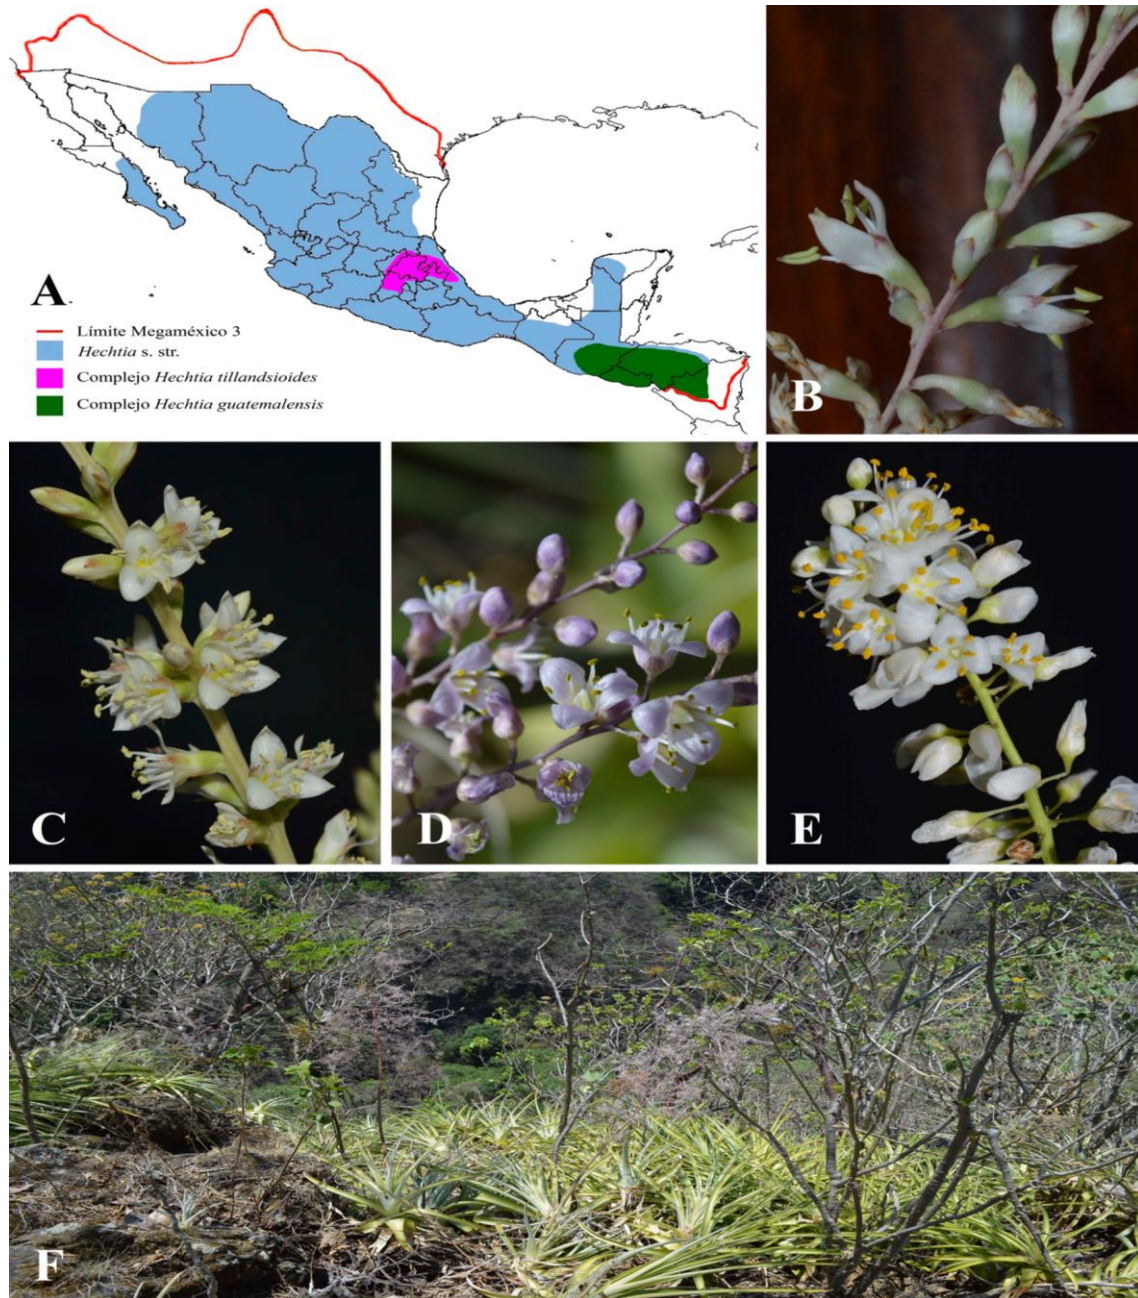 A
Límite Megaméxico 3
Hechtia s. str.
Complejo Hechtia tillandsioides
Complejo Hechtia guatemalensis
B
C
D
E
F